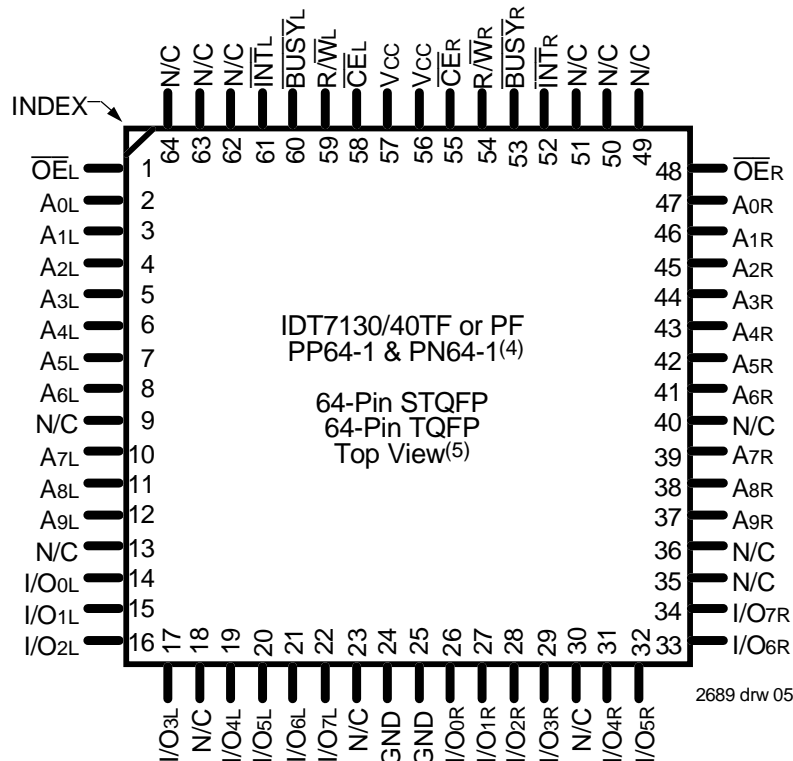 N/C
N/C
N/C
INTL
BUSYL
R/WL
CEL
VCC
VCC
CER
R/WR
BUSYR
INTR
N/C
N/C
N/C
INDEX
64
63
62
61
60
59
58
57
56
55
54
53
52
51
50
49
OEL 1 48 OER
A0L 2 47 A0R
A1L 3 46 A1R
A2L 4 45 A2R
A3L 5 44 A3R
A4L 6 43 A4R
A5L 7 42 A5R
A6L 8 41 A6R
N/C 9 40 N/C
A7L 10 39 A7R
A8L 11 38 A8R
A9L 12 37 A9R
N/C 13 36 N/C
I/O0L 14 35 N/C
I/O1L 15 34 I/O7R
I/O2L 16 33 I/O6R
IDT7130/40TF or PF
PP64-1 & PN64-1(4)
64-Pin STQFP
64-Pin TQFP
Top View(5)
17
18
19
20
21
22
23
24
25
26
27
28
29
30
31
32
I/O3L
N/C
I/O4L
I/O5L
I/O6L
I/O7L
N/C
GND
GND
I/O0R
I/O1R
I/O2R
I/O3R
N/C
I/O4R
I/O5R
2689 drw 05